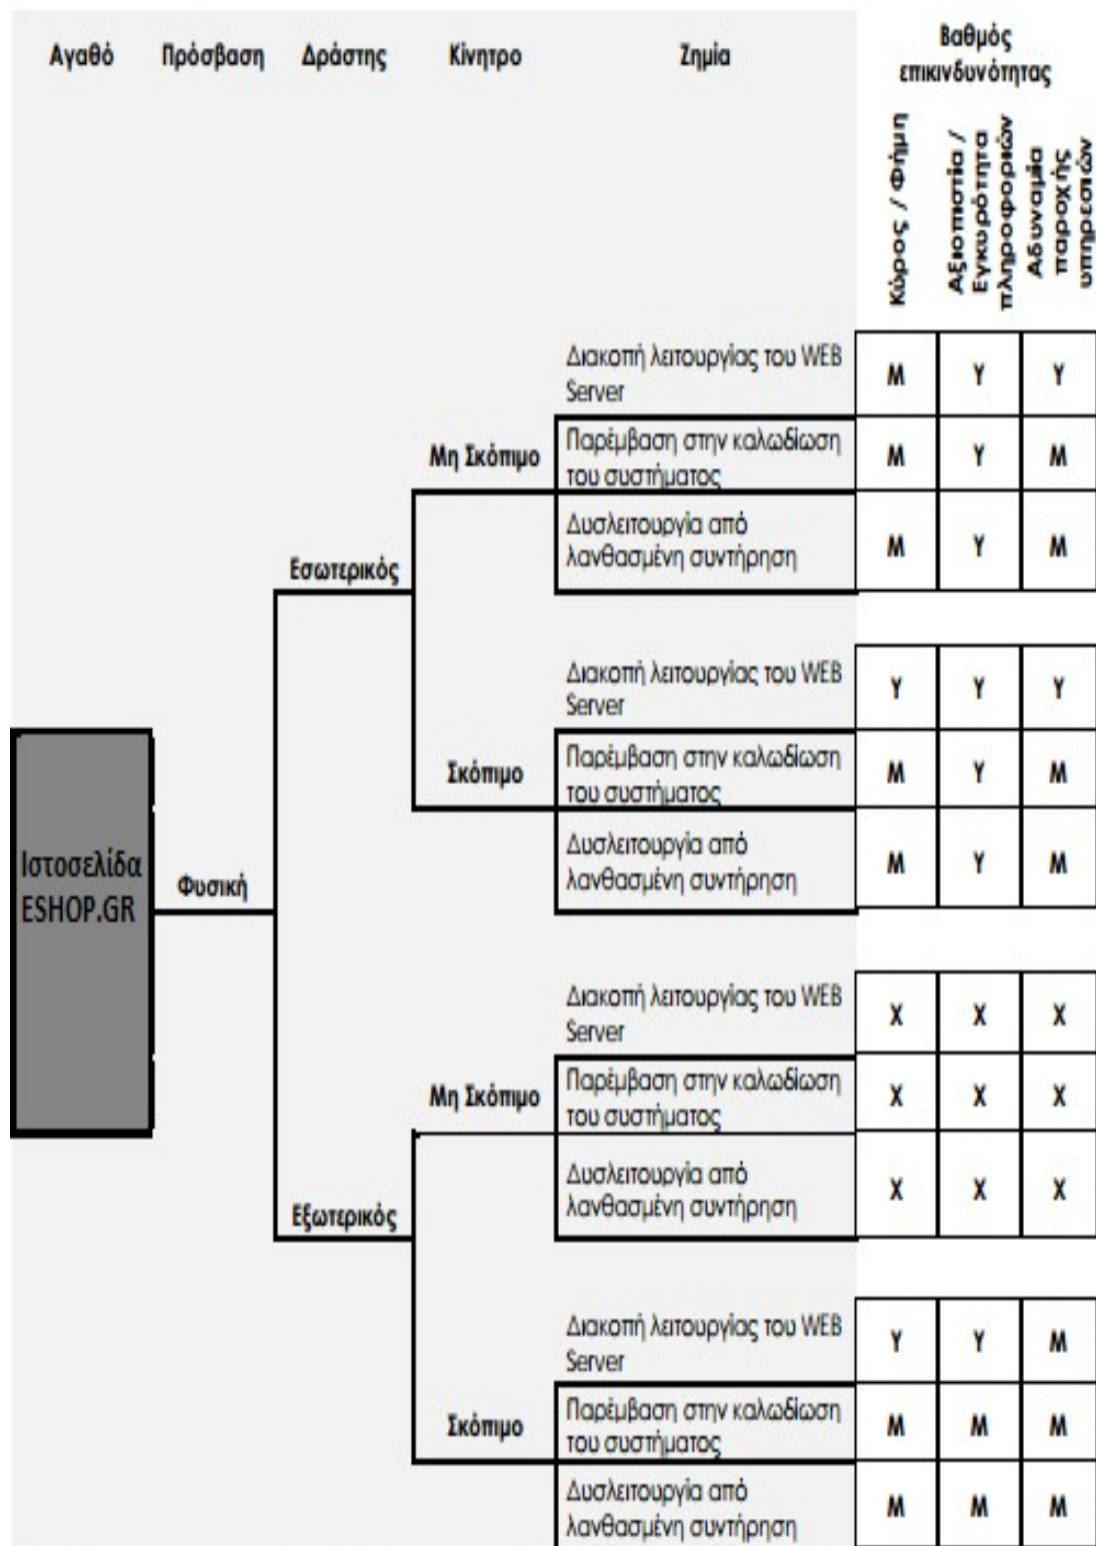 Αγαθό Πρόσβαση Δράστης Κίνητρο Ζημία
Βαθμός
επικινδυνότητας
Κύρος / Φήμη
Αξιοπιστία /
Εγκυρότητα
πληροφοριών
Αδυναμία
παροχής
υπηρεσιών
Διακοπή λειτουργίας του WEB
Server
Μ Υ Υ
Μη Σκόπιμο
Παρέμβαση στην καλωδίωση
του συστήματος
Μ Υ Μ
Δυσλειτουργία από
λανθασμένη συντήρηση
Μ Υ Μ
Εσωτερικός
Διακοπή λειτουργίας του WEB
Server
Υ Υ Υ
Σκόπιμο
Παρέμβαση στην καλωδίωση
του συστήματος
Μ Υ Μ
Δυσλειτουργία από
λανθασμένη συντήρηση
Μ Υ Μ
Ιστοσελίδα
ESHOP.GR
Φυσική
Διακοπή λειτουργίας του WEB
Server
Χ Χ Χ
Μη Σκόπιμο
Παρέμβαση στην καλωδίωση
του συστήματος
Χ Χ Χ
Δυσλειτουργία από
λανθασμένη συντήρηση
Χ Χ Χ
Εξωτερικός
Διακοπή λειτουργίας του WEB
Server
Υ Υ Μ
Σκόπιμο
Παρέμβαση στην καλωδίωση
του συστήματος
Μ Μ Μ
Δυσλειτουργία από
λανθασμένη συντήρηση
Μ Μ Μ